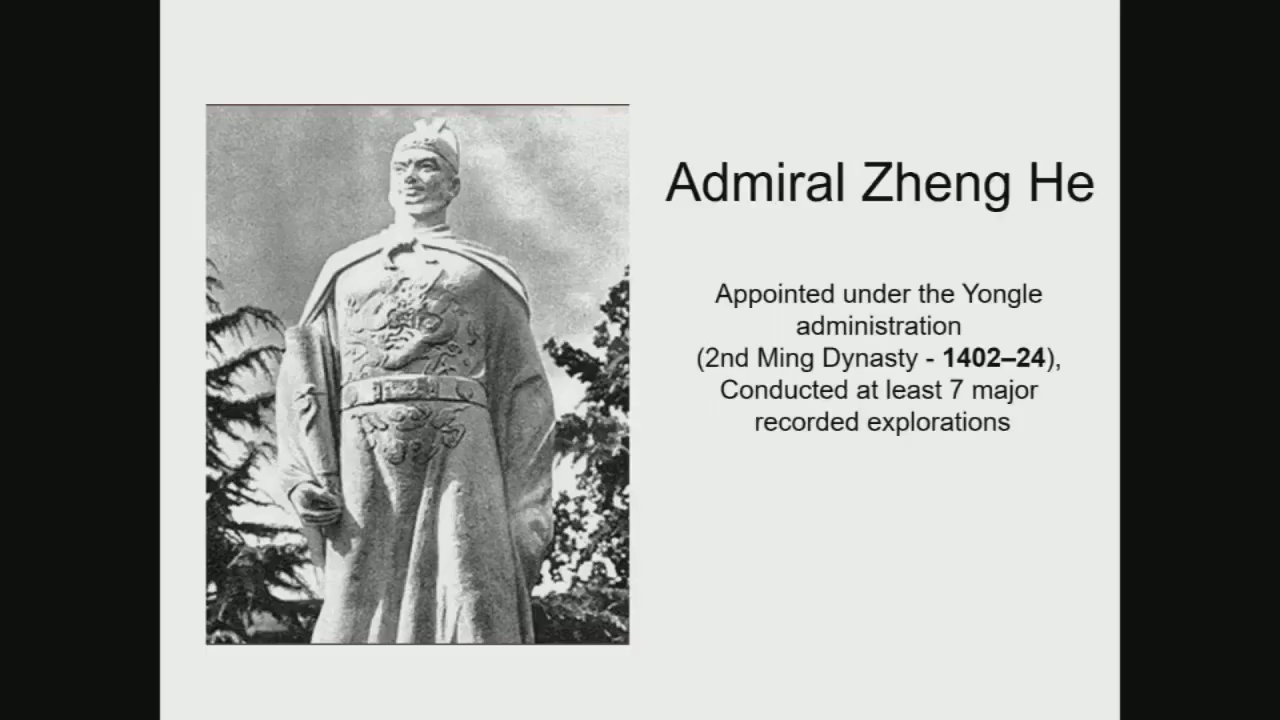 Admiral Zheng He
Appointed under the Yongle
administration
(2nd Ming Dynasty - 1402–24),
Conducted at least 7 major
recorded explorations